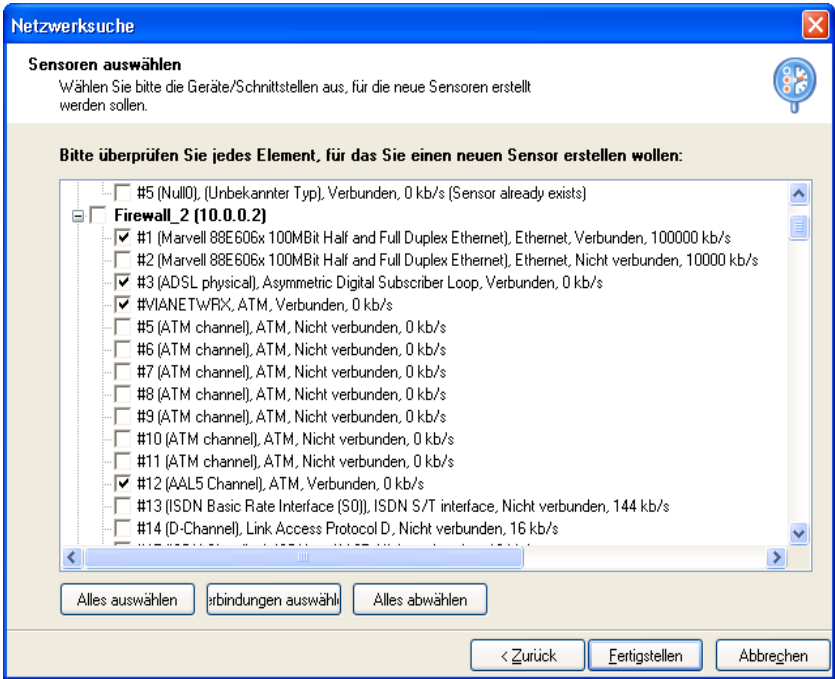 Netzwerksuche
Sensoren auswählen
Wählen Sie bitte die Geräte/Schnittstellen aus, für die neue Sensoren erstellt
werden sollen.
Bitte überprüfen Sie jedes Element, für das Sie einen neuen Sensor erstellen wollen:
#5 (Null0), (Unbekannter Typ), Verbunden, 0 kb/s (Sensor already exists)
Firewall_2 (10.0.0.2)
#1 (Marvell 88E606x 100MBit Half and Full Duplex Ethernet), Ethernet, Verbunden, 100000 kb/s
#2 (Marvell 88E606x 100MBit Half and Full Duplex Ethernet), Ethernet, Nicht verbunden, 10000 kb/s
#3 (ADSL physical), Asymmetric Digital Subscriber Loop, Verbunden, 0 kb/s
#VIANETWRX, ATM, Verbunden, 0 kb/s
#5 (ATM channel), ATM, Nicht verbunden, 0 kb/s
#6 (ATM channel), ATM, Nicht verbunden, 0 kb/s
#7 (ATM channel), ATM, Nicht verbunden, 0 kb/s
#8 (ATM channel), ATM, Nicht verbunden, 0 kb/s
#9 (ATM channel), ATM, Nicht verbunden, 0 kb/s
#10 (ATM channel), ATM, Nicht verbunden, 0 kb/s
#11 (ATM channel), ATM, Nicht verbunden, 0 kb/s
#12 (AAL5 Channel), ATM, Verbunden, 0 kb/s
#13 (ISDN Basic Rate Interface (S0)), ISDN S/T interface, Nicht verbunden, 144 kb/s
#14 (D-Channel), Link Access Protocol D, Nicht verbunden, 16 kb/s
Alles auswählen
erbindungen auswähl
Alles abwählen
< Zurück
Fertigstellen
Abbrechen